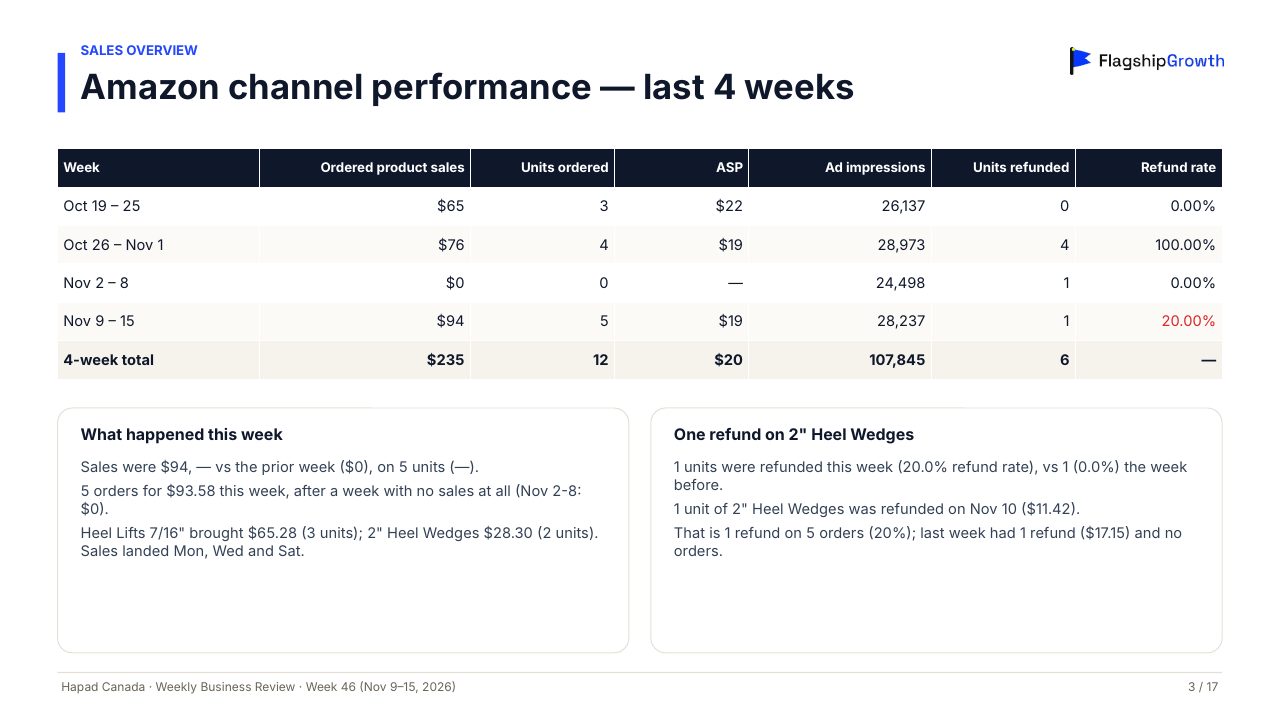 SALES OVERVIEW
Amazon channel performance — last 4 weeks
FlagshipGrowth
Week Ordered product sales Units ordered ASP Ad impressions Units refunded Refund rate
Oct 19 – 25 $65 3 $22 26,137 0 0.00%
Oct 26 – Nov 1 $76 4 $19 28,973 4 100.00%
Nov 2 – 8 $0 0 — 24,498 1 0.00%
Nov 9 – 15 $94 5 $19 28,237 1 20.00%
4-week total $235 12 $20 107,845 6 —
What happened this week
Sales were $94, — vs the prior week ($0), on 5 units (—).
5 orders for $93.58 this week, after a week with no sales at all (Nov 2-8:
$0).
Heel Lifts 7/16" brought $65.28 (3 units); 2" Heel Wedges $28.30 (2 units).
Sales landed Mon, Wed and Sat.
One refund on 2" Heel Wedges
1 units were refunded this week (20.0% refund rate), vs 1 (0.0%) the week
before.
1 unit of 2" Heel Wedges was refunded on Nov 10 ($11.42).
That is 1 refund on 5 orders (20%); last week had 1 refund ($17.15) and no
orders.
Hapad Canada · Weekly Business Review · Week 46 (Nov 9–15, 2026)
3 / 17